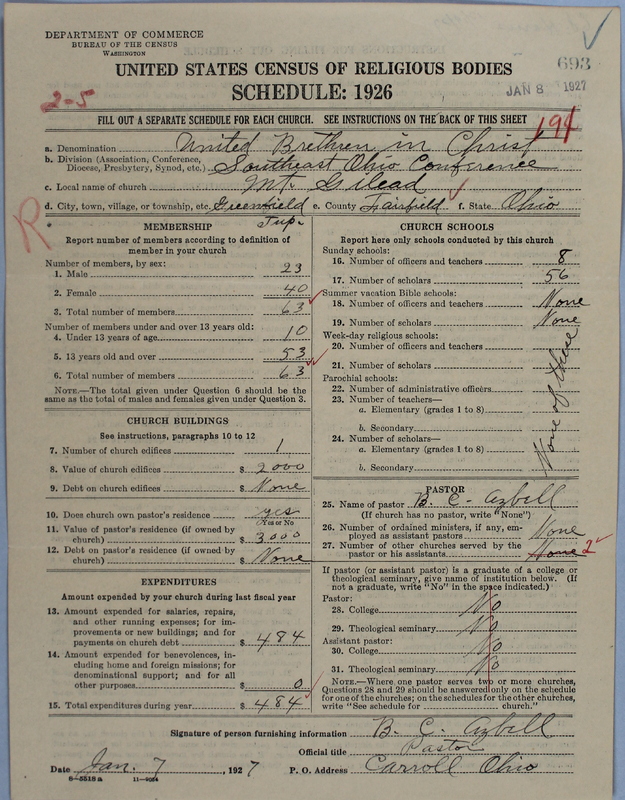 DEPARTMENT OF COMMERCE
BUREAU OF THE CENSUS
WASHINGTON
693
JAN 8 1927
UNITED STATES CENSUS OF RELIGIOUS BODIES
SCHEDULE: 1926
2-5
FILL OUT A SEPARATE SCHEDULE FOR EACH CHURCH. SEE INSTRUCTIONS ON THE BACK OF THIS SHEET
191
a. Denomination United Brethren in Christ
b. Division (Association, Conference, Diocese, Presbytery, Synod, etc.) Southeast Ohio Conference
c. Local name of church Mt. Gilead
d. City, town, village, or township, etc. Greenfield Twp. e. County Fairfield f. State Ohio
R
MEMBERSHIP
Report number of members according to definition of
member in your church
Number of members, by sex:
1. Male 23
2. Female 40
3. Total number of members 63
Number of members under and over 13 years old:
4. Under 13 years of age 10
5. 13 years old and over 53
6. Total number of members 63
NOTE.—The total given under Question 6 should be
same as the total of males and females given under Question 3.
CHURCH BUILDINGS
See instructions, paragraphs 10 to 12
7. Number of church edifices 1
8. Value of church edifices $ 2000
9. Debt on church edifices $ None
10. Does church own pastor's residence yes
Yes or No
11. Value of pastor's residence (if owned by
church) $ 3000
12. Debt on pastor's residence (if owned by
church) $ None
EXPENDITURES
Amount expended by your church during last fiscal year
13. Amount expended for salaries, repairs,
and other running expenses; for im-
provements or new buildings; and for
payments on church debt $ 484
14. Amount expended for benevolences, in-
cluding home and foreign missions; for
denominational support; and for all
other purposes $ 0
15. Total expenditures during year $ 484
CHURCH SCHOOLS
Report here only schools conducted by this church
Sunday schools:
16. Number of officers and teachers 8
17. Number of scholars 56
Summer vacation Bible schools:
18. Number of officers and teachers None
19. Number of scholars None
Week-day religious schools:
20. Number of officers and teachers
21. Number of scholars
Parochial schools:
22. Number of administrative officers
23. Number of teachers—
a. Elementary (grades 1 to 8)
b. Secondary
24. Number of scholars—
a. Elementary (grades 1 to 8)
b. Secondary
None of these
PASTOR
25. Name of pastor B. C. Azbell
(If church has no pastor, write "None")
26. Number of ordained ministers, if any, em-
ployed as assistant pastors None
27. Number of other churches served by the
pastor or his assistants None 2
If pastor (or assistant pastor) is a graduate of a college or
theological seminary, give name of institution below. (If
not a graduate, write "No" in the space indicated.)
Pastor:
28. College No
29. Theological seminary No
Assistant pastor:
30. College No
31. Theological seminary No
NOTE.—Where one pastor serves two or more churches,
Questions 28 and 29 should be answered only on the schedule
for one of the churches; on the schedules for the other churches,
write "See schedule for ........ church."
Signature of person furnishing information B. C. Azbell
Official title Pastor
Date Jan. 7, 1927 P. O. Address Carroll Ohio
6—5518a 11—9084